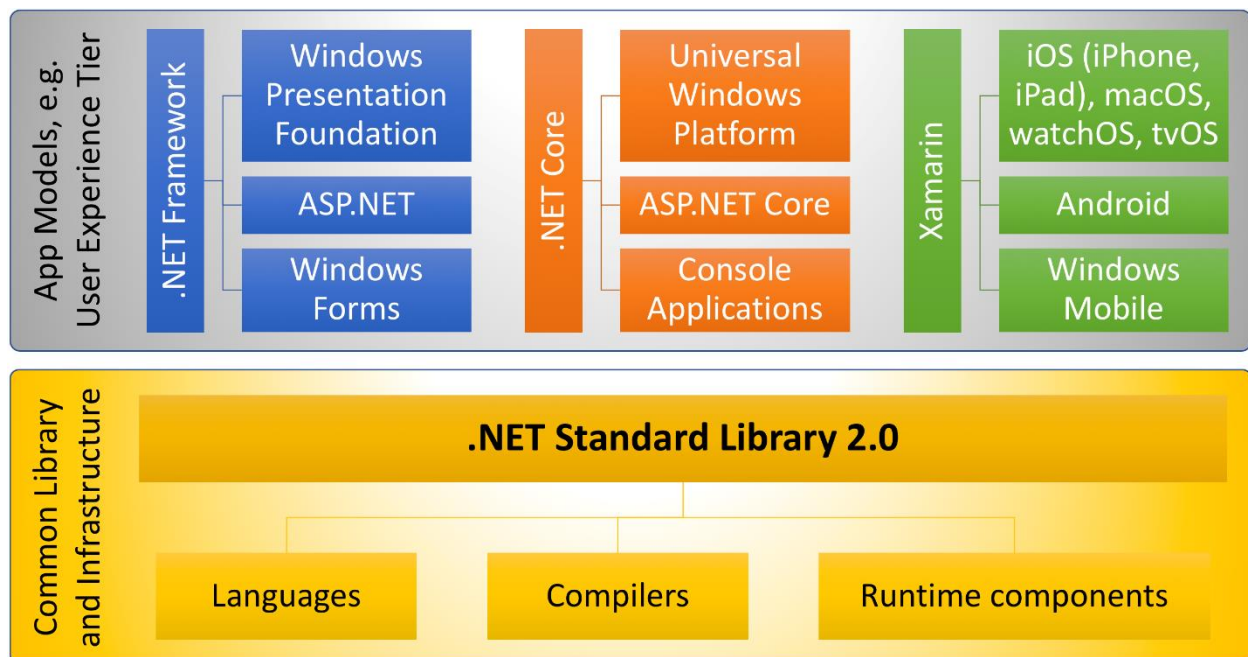 App Models, e.g.
User Experience Tier
.NET Framework
Windows
Presentation
Foundation
ASP.NET
Windows
Forms
.NET Core
Universal
Windows
Platform
ASP.NET Core
Console
Applications
Xamarin
iOS (iPhone,
iPad), macOS,
watchOS, tvOS
Android
Windows
Mobile
Common Library
and Infrastructure
.NET Standard Library 2.0
Languages
Compilers
Runtime components